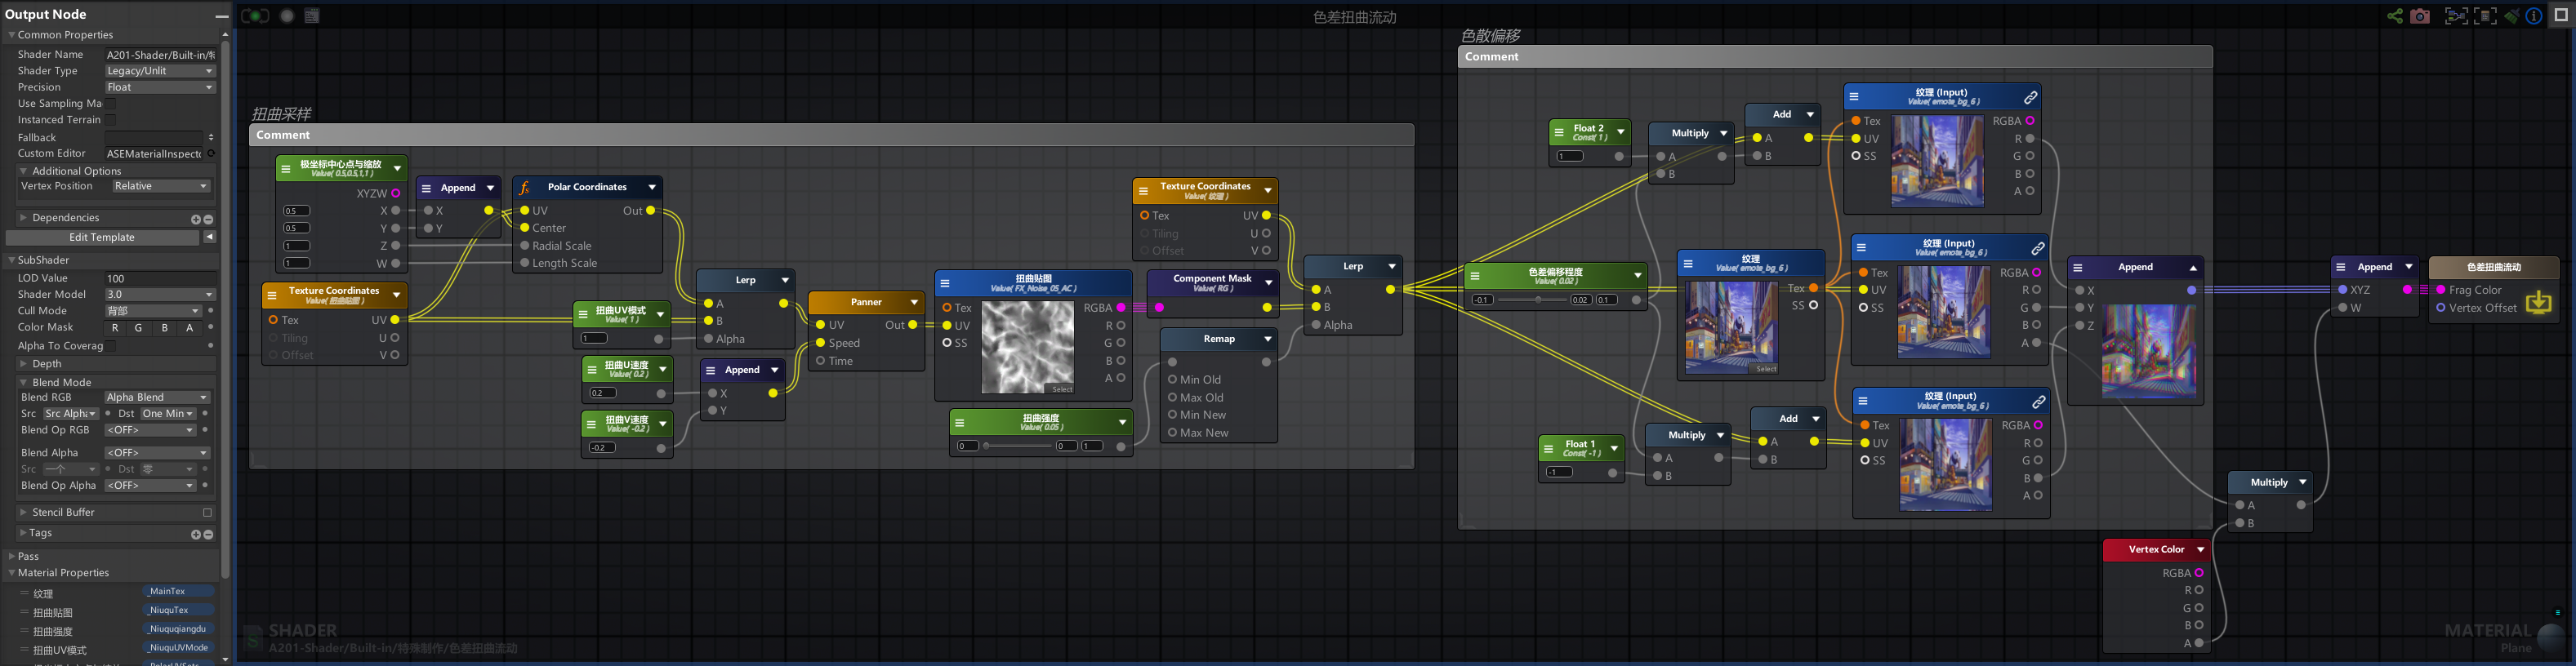 Output Node
Common Properties
Shader Name A201-Shader/Built-in/特
Shader Type Legacy/Unlit
Precision Float
Use Sampling Ma
Instanced Terrain
Fallback
Custom Editor ASEMaterialInspecto
Additional Options
Vertex Position Relative
Dependencies
Edit Template
SubShader
LOD Value 100
Shader Model 3.0
Cull Mode 背部
Color Mask R G B A
Alpha To Coverag
Depth
Blend Mode
Blend RGB Alpha Blend
Src Src Alpha Dst One Min
Blend Op RGB <OFF>
Blend Alpha <OFF>
Src 一个 Dst 零
Blend Op Alpha <OFF>
Stencil Buffer
Tags
Pass
Material Properties
纹理 _MainTex
扭曲贴图 _NiuquTex
扭曲强度 _Niuquqiangdu
扭曲UV模式 _NiuquUVMode
色差扭曲流动
扭曲采样
Comment
极坐标中心点与缩放
Value( 0.5,0.5,1,1 )
XYZW
0.5 X
0.5 Y
1 Z
1 W
Append
X
Y
Polar Coordinates
UV Out
Center
Radial Scale
Length Scale
Texture Coordinates
Value( 扭曲贴图 )
Tex UV
Tiling U
Offset V
扭曲UV模式
Value( 1 )
1
扭曲U速度
Value( 0.2 )
0.2
扭曲V速度
Value( -0.2 )
-0.2
Lerp
A
B
Alpha
Append
X
Y
Panner
UV Out
Speed
Time
扭曲贴图
Value( FX_Noise_05_AC )
Tex RGBA
UV R
SS G
B
A
Select
扭曲强度
Value( 0.05 )
0 0 1
Texture Coordinates
Value( 纹理 )
Tex UV
Tiling U
Offset V
Component Mask
Value( RG )
Remap
Min Old
Max Old
Min New
Max New
Lerp
A
B
Alpha
色散偏移
Comment
Float 2
Const( 1 )
1
Multiply
A
B
Add
A
B
纹理 (Input)
Value( emote_bg_6 )
Tex RGBA
UV R
SS G
B
A
色差偏移程度
Value( 0.02 )
-0.1 0.02 0.1
纹理
Value( emote_bg_6 )
Tex
SS
Select
纹理 (Input)
Value( emote_bg_6 )
Tex RGBA
UV R
SS G
B
A
Float 1
Const( -1 )
-1
Multiply
A
B
Add
A
B
纹理 (Input)
Value( emote_bg_6 )
Tex RGBA
UV R
SS G
B
A
Append
X
Y
Z
Multiply
A
B
Vertex Color
RGBA
R
G
B
A
Append
XYZ
W
色差扭曲流动
Frag Color
Vertex Offset
SHADER
A201-Shader/Built-in/特殊制作/色差扭曲流动
MATERIAL
Plane